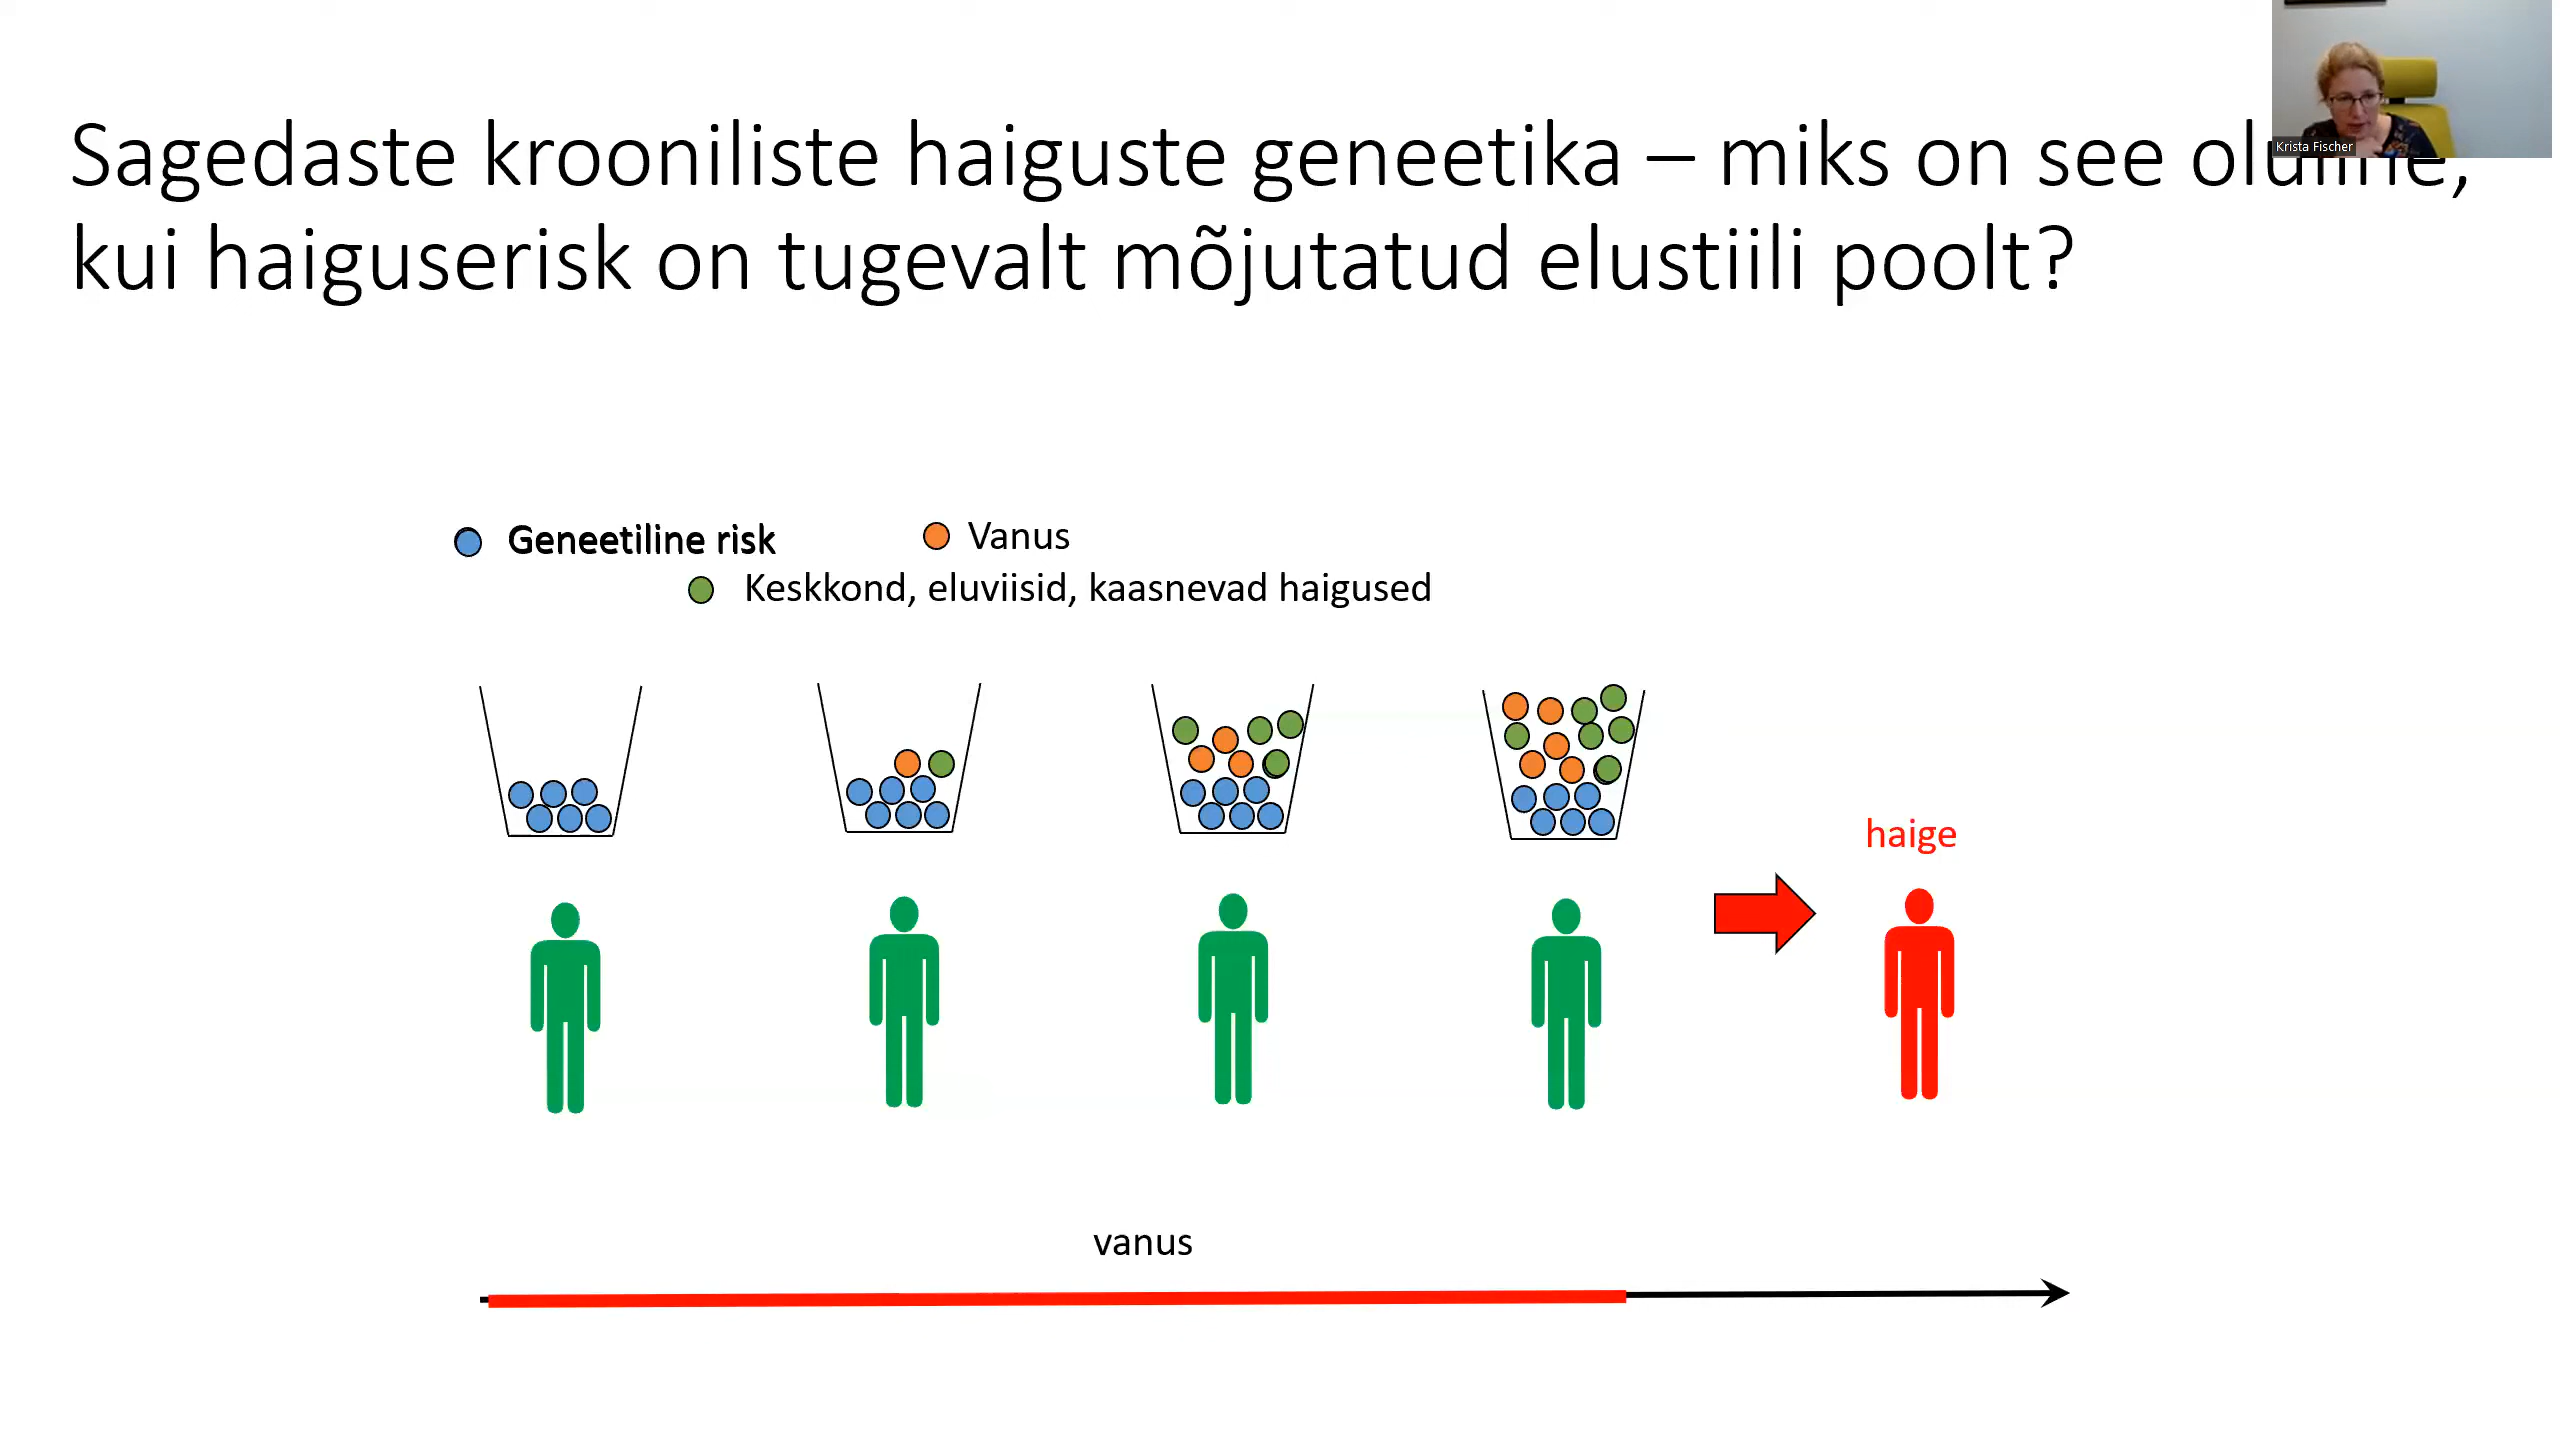 Krista Fischer
Sagedaste krooniliste haiguste geneetika – miks on see oluline,
kui haiguserisk on tugevalt mõjutatud elustiili poolt?
Geneetiline risk
Vanus
Keskkond, eluviisid, kaasnevad haigused
haige
vanus